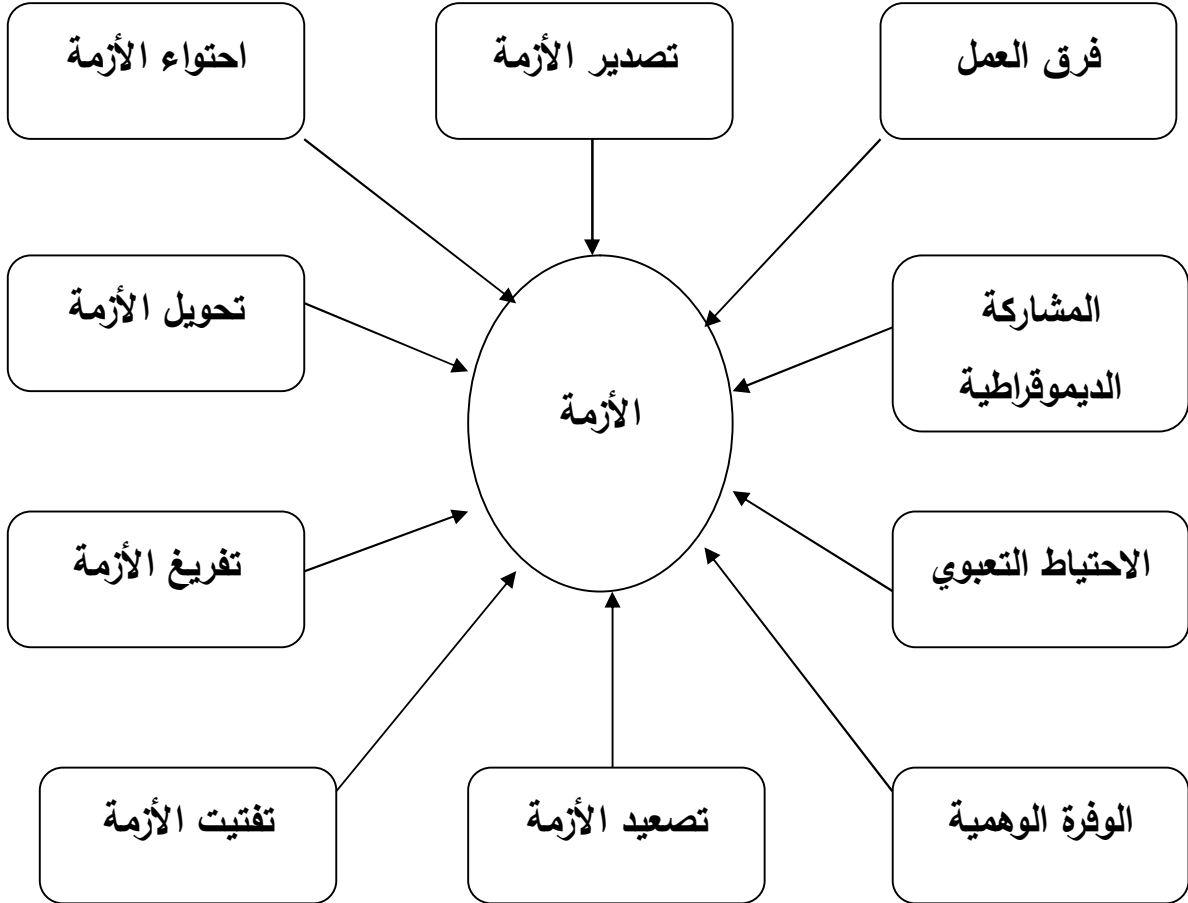 فرق العمل
تصدير الأزمة
احتواء الأزمة
المشاركة
الديموقراطية
تحويل الأزمة
الأزمة
الاحتياط التعبوي
تفريغ الأزمة
الوفرة الوهمية
تصعيد الأزمة
تفتيت الأزمة